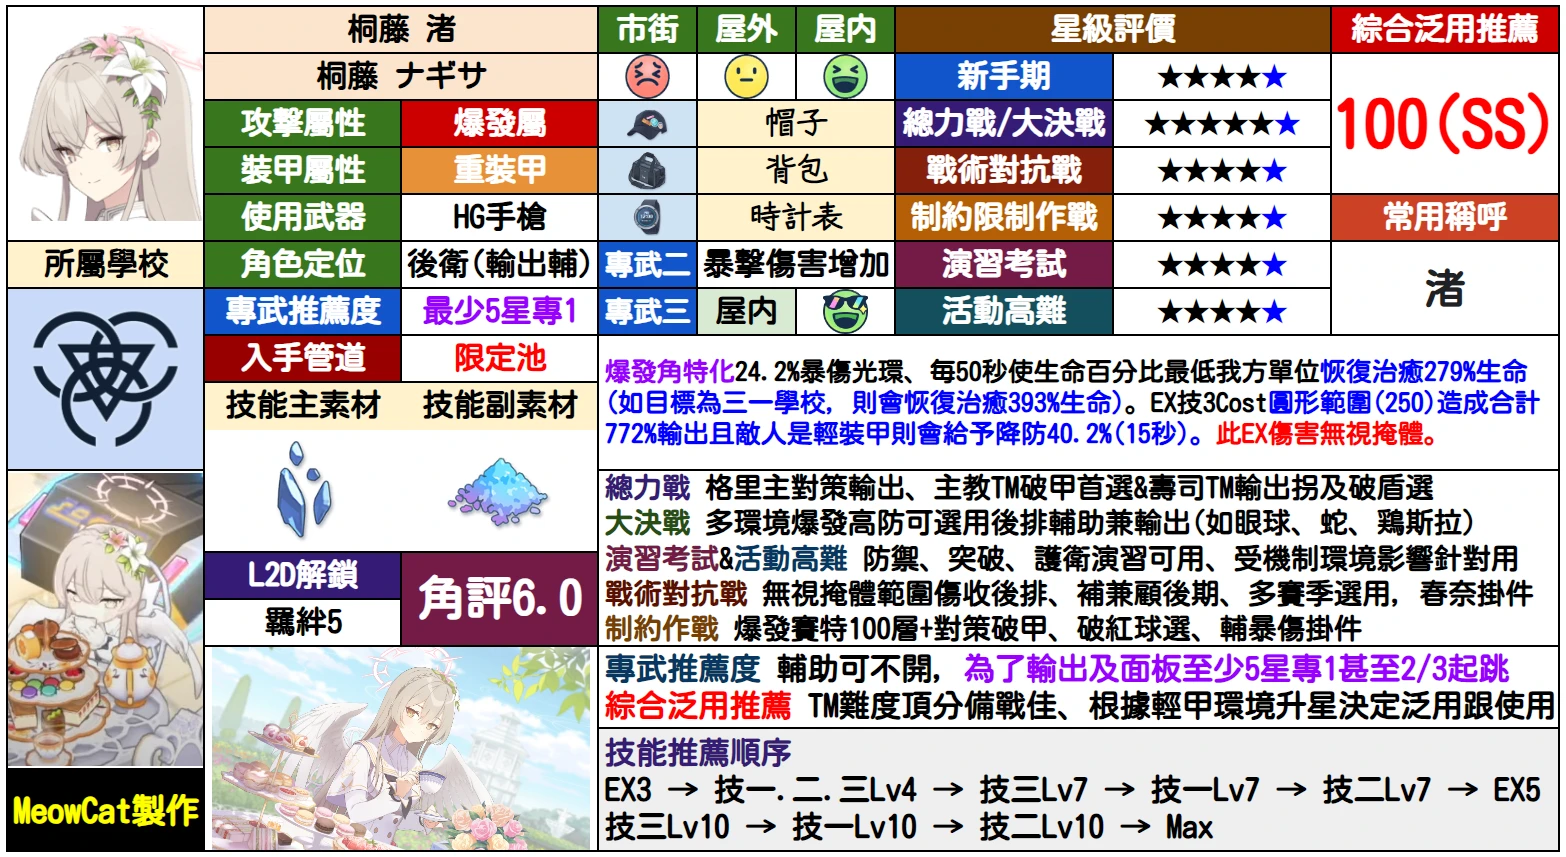 桐藤 渚
市街
屋外
屋内
星級評價
綜合泛用推薦
桐藤 ナギサ
新手期
★★★★★
100(SS)
攻擊屬性
爆發屬
帽子
總力戰/大決戰
★★★★★★
裝甲屬性
重裝甲
背包
戰術對抗戰
★★★★★
使用武器
HG手槍
時計表
制約限制作戰
★★★★★
常用稱呼
所屬學校
角色定位
後衛(輸出輔)
專武二
暴擊傷害增加
演習考試
★★★★★
渚
專武推薦度
最少5星專1
專武三
屋内
活動高難
★★★★★
入手管道
限定池
技能主素材
技能副素材
爆發角特化24.2%暴傷光環、每50秒使生命百分比最低我方單位恢復治癒279%生命
(如目標為三一學校, 則會恢復治癒393%生命)。EX技3Cost圓形範圍(250)造成合計
772%輸出且敵人是輕裝甲則會給予降防40.2%(15秒)。此EX傷害無視掩體。
總力戰 格里主對策輸出、主教TM破甲首選&壽司TM輸出拐及破盾選
大決戰 多環境爆發高防可選用後排輔助兼輸出(如眼球、蛇、鶏斯拉)
演習考試&活動高難 防禦、突破、護衛演習可用、受機制環境影響針對用
戰術對抗戰 無視掩體範圍傷收後排、補兼顧後期、多賽季選用, 春奈掛件
制約作戰 爆發賽特100層+對策破甲、破紅球選、輔暴傷掛件
L2D解鎖
羈絆5
角評6.0
專武推薦度 輔助可不開, 為了輸出及面板至少5星專1甚至2/3起跳
綜合泛用推薦 TM難度頂分備戰佳、根據輕甲環境升星決定泛用跟使用
技能推薦順序
EX3 → 技一.二.三Lv4 → 技三Lv7 → 技一Lv7 → 技二Lv7 → EX5
技三Lv10 → 技一Lv10 → 技二Lv10 → Max
MeowCat製作